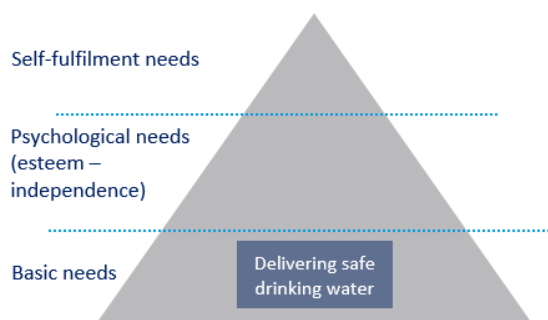 Self-fulfilment needs
Psychological needs
(esteem –
independence)
Basic needs
Delivering safe
drinking water